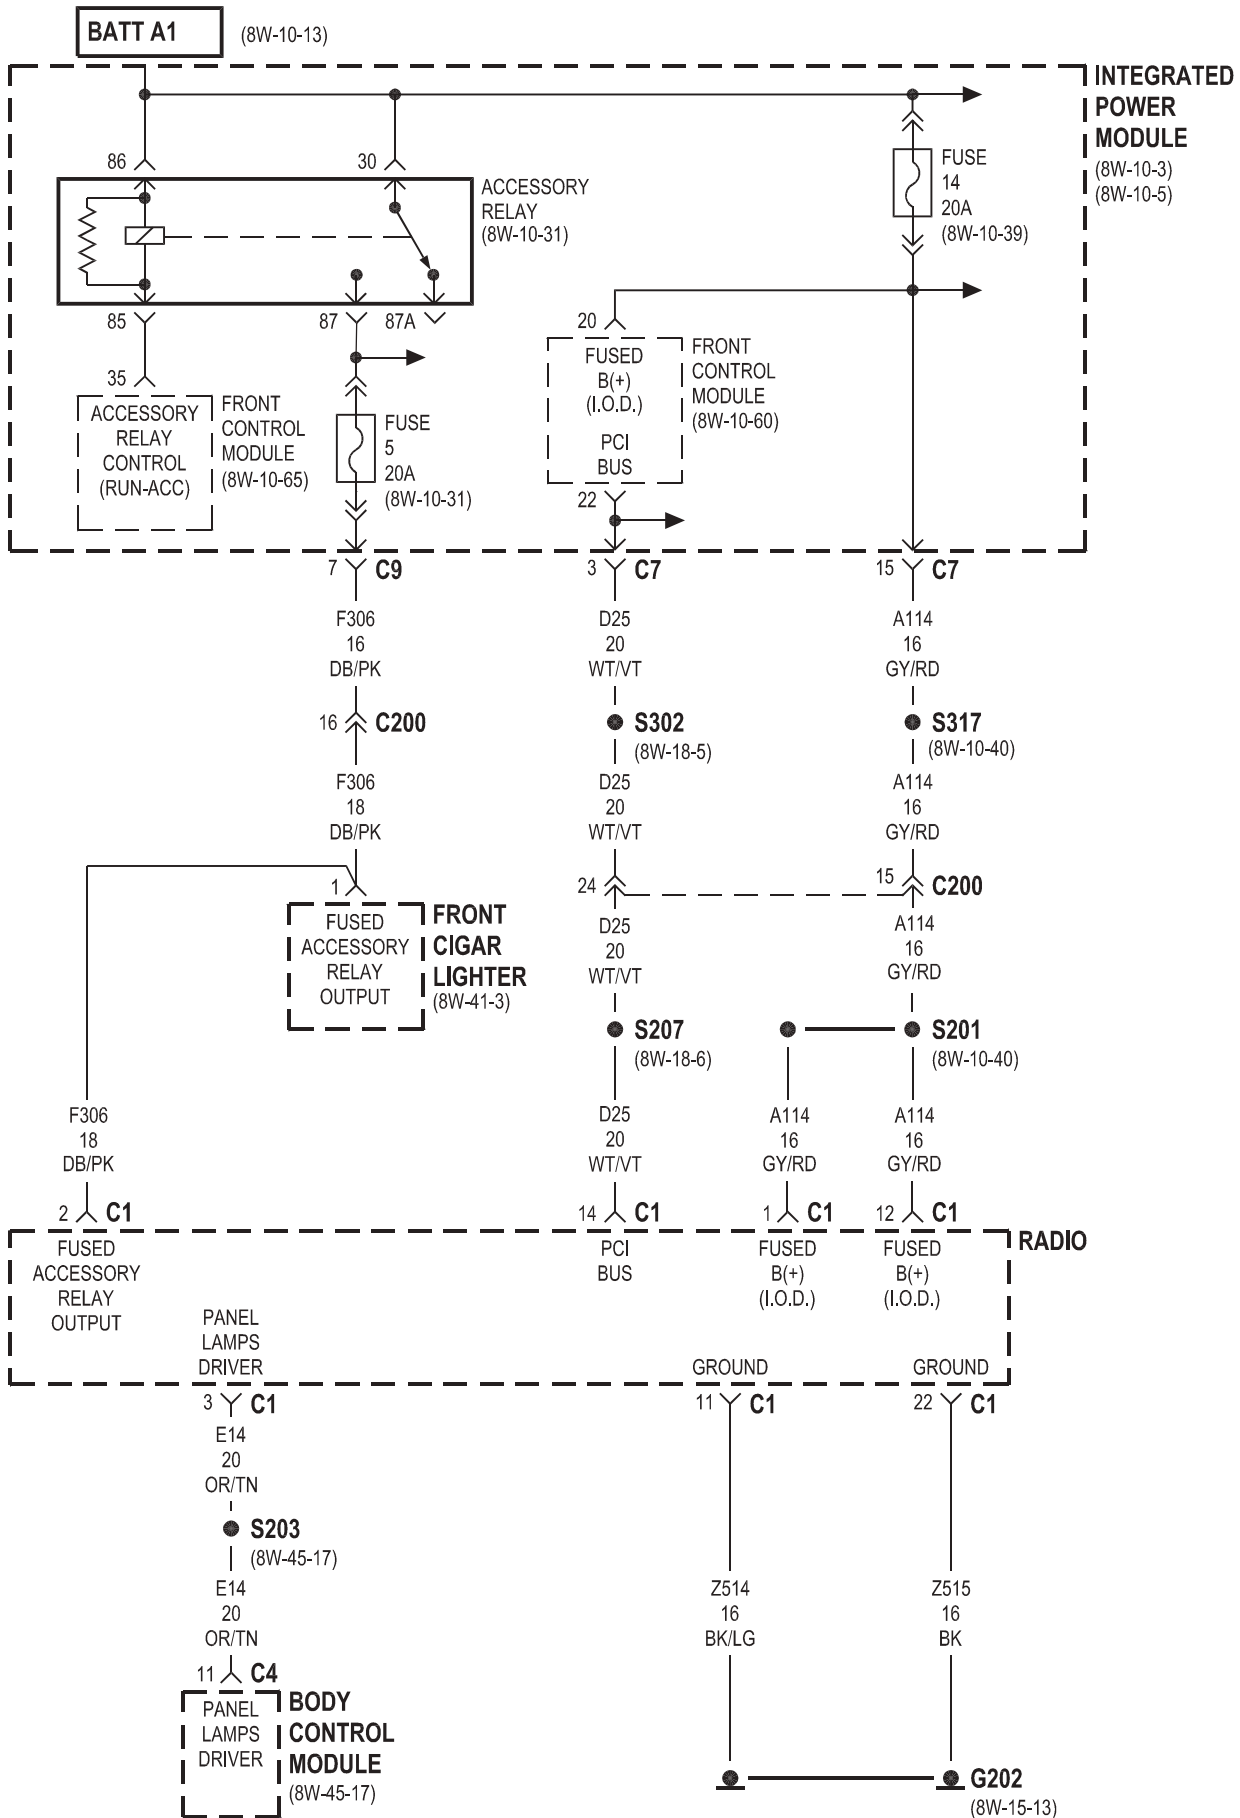 BATT A1
(8W-10-13)
INTEGRATED
POWER
MODULE
(8W-10-3)
(8W-10-5)
86
30
ACCESSORY
RELAY
(8W-10-31)
FUSE
14
20A
(8W-10-39)
85
87
87A
35
ACCESSORY
RELAY
CONTROL
(RUN-ACC)
FRONT
CONTROL
MODULE
(8W-10-65)
FUSE
5
20A
(8W-10-31)
20
FUSED
B(+)
(I.O.D.)
PCI
BUS
22
FRONT
CONTROL
MODULE
(8W-10-60)
7
C9
3
C7
15
C7
F306
16
DB/PK
D25
20
WT/VT
A114
16
GY/RD
16
C200
S302
(8W-18-5)
S317
(8W-10-40)
F306
18
DB/PK
D25
20
WT/VT
A114
16
GY/RD
1
24
15
C200
FUSED
ACCESSORY
RELAY
OUTPUT
FRONT
CIGAR
LIGHTER
(8W-41-3)
D25
20
WT/VT
A114
16
GY/RD
S207
(8W-18-6)
S201
(8W-10-40)
F306
18
DB/PK
D25
20
WT/VT
A114
16
GY/RD
A114
16
GY/RD
2
C1
14
C1
1
C1
12
C1
RADIO
FUSED
ACCESSORY
RELAY
OUTPUT
PCI
BUS
FUSED
B(+)
(I.O.D.)
FUSED
B(+)
(I.O.D.)
PANEL
LAMPS
DRIVER
GROUND
GROUND
3
C1
11
C1
22
C1
E14
20
OR/TN
S203
(8W-45-17)
E14
20
OR/TN
Z514
16
BK/LG
Z515
16
BK
11
C4
PANEL
LAMPS
DRIVER
BODY
CONTROL
MODULE
(8W-45-17)
G202
(8W-15-13)